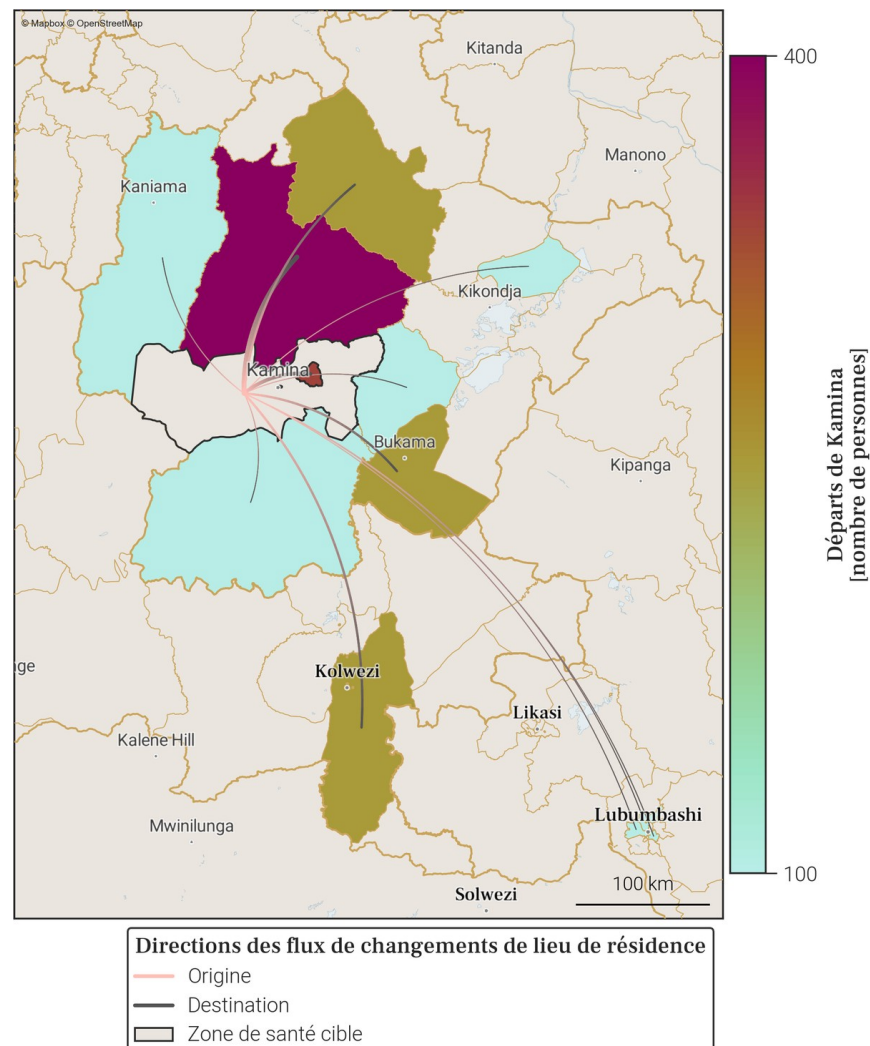 © Mapbox © OpenStreetMap
Kitanda
400
Manono
Kaniama
Kikondja
Kamina
Bukama
Kipanga
Départs de Kamina
[nombre de personnes]
ge
Kolwezi
Likasi
Kalene Hill
Mwinilunga
Lubumbashi
100
100 km
Solwezi
Directions des flux de changements de lieu de résidence
Origine
Destination
Zone de santé cible